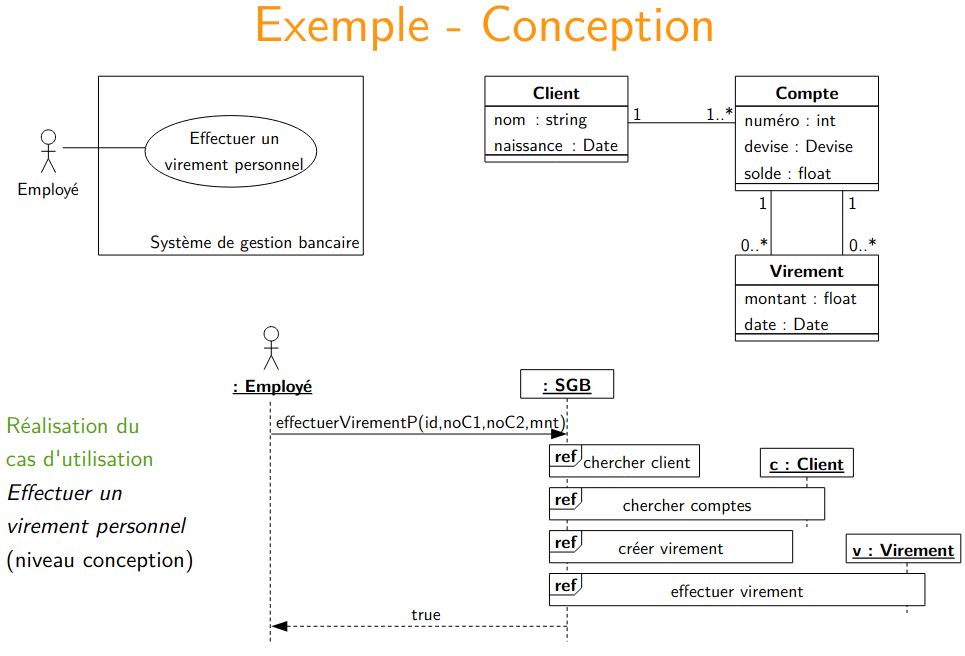 Exemple - Conception
Effectuer un
virement personnel
Employé
Système de gestion bancaire
Client
nom : string
naissance : Date
1
1..*
Compte
numéro : int
devise : Devise
solde : float
1
1
0..*
0..*
Virement
montant : float
date : Date
: Employé
: SGB
Réalisation du
cas d'utilisation
Effectuer un
virement personnel
(niveau conception)
effectuerVirementP(id,noC1,noC2,mnt)
ref
chercher client
c : Client
ref
chercher comptes
ref
créer virement
v : Virement
ref
effectuer virement
true